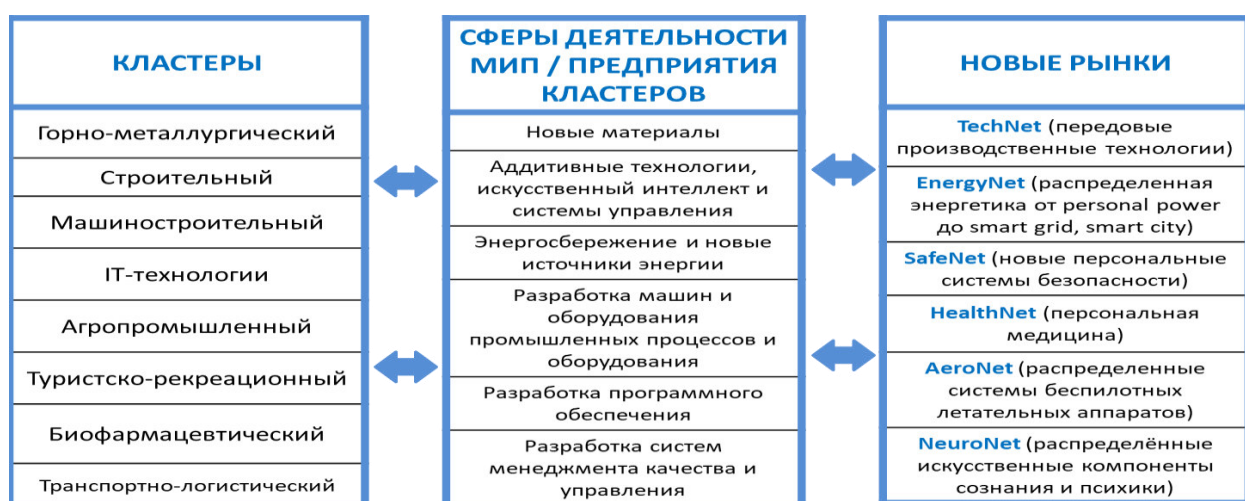 КЛАСТЕРЫ
Горно-металлургический
Строительный
Машиностроительный
IT-технологии
Агропромышленный
Туристско-рекреационный
Биофармацевтический
Транспортно-логистический
СФЕРЫ ДЕЯТЕЛЬНОСТИ
МИП / ПРЕДПРИЯТИЯ
КЛАСТЕРОВ
Новые материалы
Аддитивные технологии,
искусственный интеллект и
системы управления
Энергосбережение и новые
источники энергии
Разработка машин и
оборудования
промышленных процессов и
оборудования
Разработка программного
обеспечения
Разработка систем
менеджмента качества и
управления
НОВЫЕ РЫНКИ
TechNet (передовые
производственные технологии)
EnergyNet (распределенная
энергетика от personal power
до smart grid, smart city)
SafeNet (новые персональные
системы безопасности)
HealthNet (персональная
медицина)
AeroNet (распределенные
системы беспилотных
летательных аппаратов)
NeuroNet (распределённые
искусственные компоненты
сознания и психики)